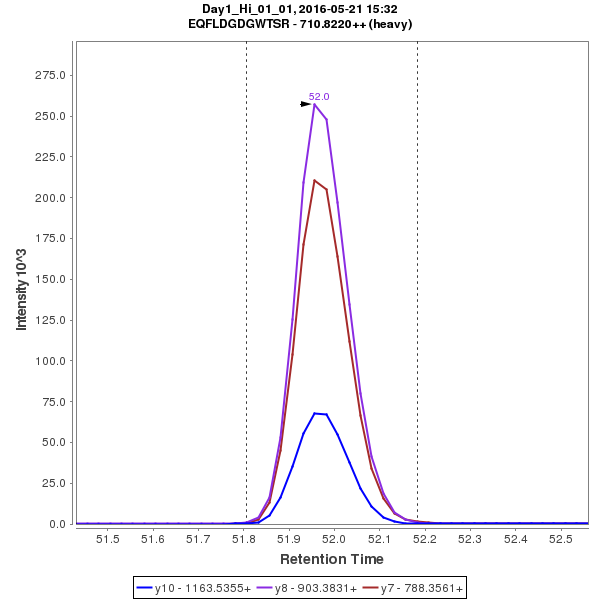 Day1_Hi_01_01, 2016-05-21 15:32
EQFLDGDGWTSR - 710.8220++ (heavy)
275.0
250.0
225.0
200.0
175.0
150.0
125.0
100.0
75.0
50.0
25.0
0.0
Intensity 10^3
52.0
51.5 51.6 51.7 51.8 51.9 52.0 52.1 52.2 52.3 52.4 52.5
Retention Time
y10 - 1163.5355+ y8 - 903.3831+ y7 - 788.3561+